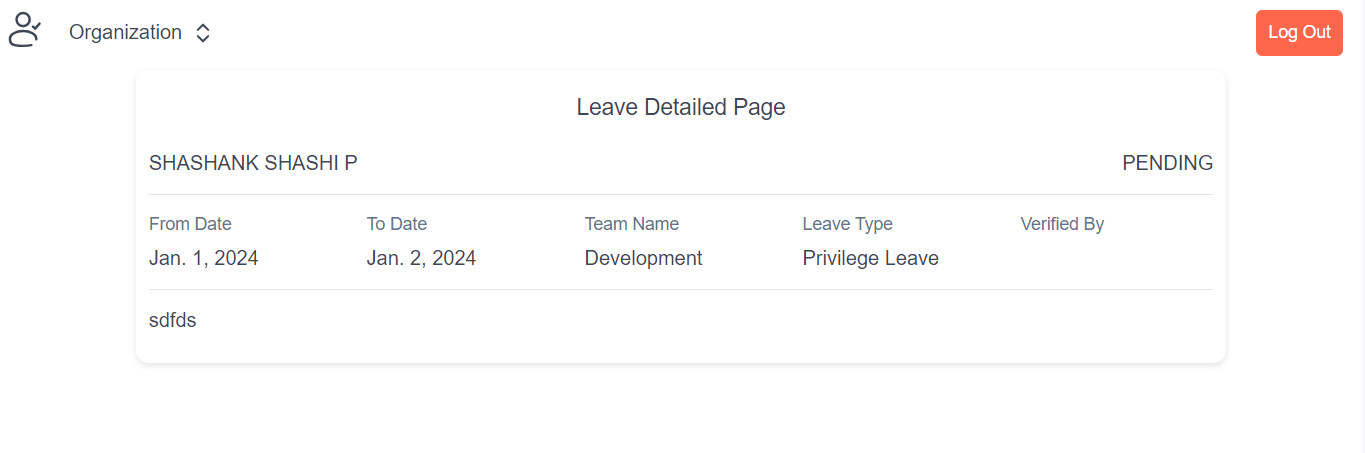 Organization
Log Out
Leave Detailed Page
SHASHANK SHASHI P PENDING
From Date To Date Team Name Leave Type Verified By
Jan. 1, 2024 Jan. 2, 2024 Development Privilege Leave
sdfds